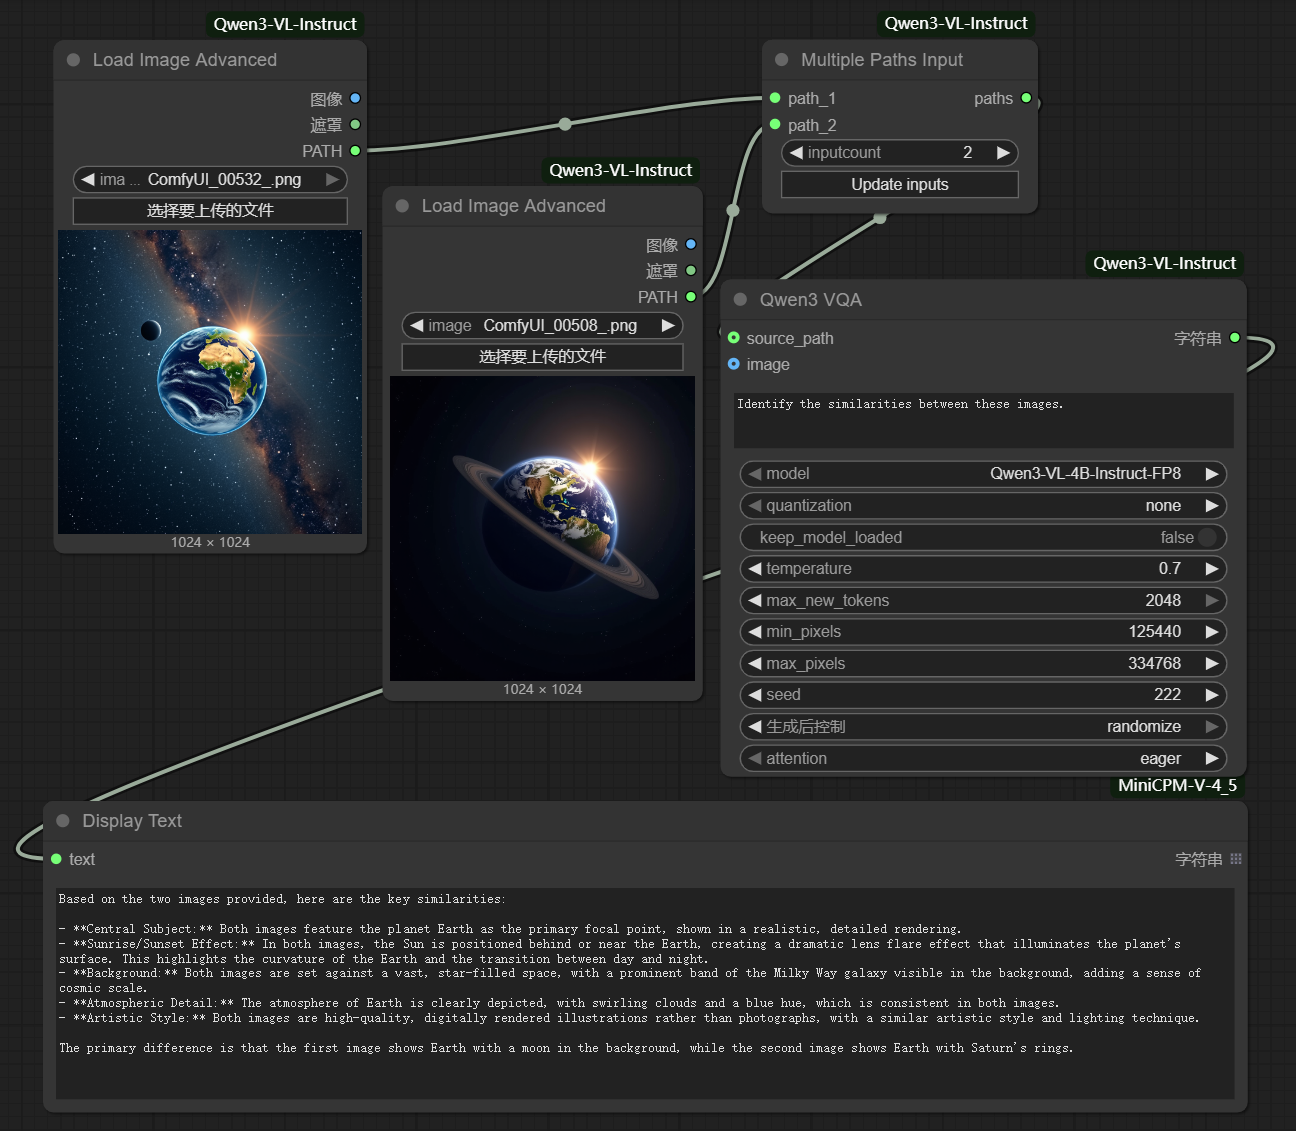 Qwen3-VL-Instruct
Load Image Advanced
图像
遮罩
PATH
ima ... ComfyUI_00532_.png
选择要上传的文件
1024 × 1024
Qwen3-VL-Instruct
Load Image Advanced
图像
遮罩
PATH
image ComfyUI_00508_.png
选择要上传的文件
1024 × 1024
Qwen3-VL-Instruct
Multiple Paths Input
path_1 paths
path_2
inputcount 2
Update inputs
Qwen3-VL-Instruct
Qwen3 VQA
source_path 字符串
image
Identify the similarities between these images.
model Qwen3-VL-4B-Instruct-FP8
quantization none
keep_model_loaded false
temperature 0.7
max_new_tokens 2048
min_pixels 125440
max_pixels 334768
seed 222
生成后控制 randomize
attention eager
MiniCPM-V-4_5
Display Text
text 字符串
Based on the two images provided, here are the key similarities:
- **Central Subject:** Both images feature the planet Earth as the primary focal point, shown in a realistic, detailed rendering.
- **Sunrise/Sunset Effect:** In both images, the Sun is positioned behind or near the Earth, creating a dramatic lens flare effect that illuminates the planet's
surface. This highlights the curvature of the Earth and the transition between day and night.
- **Background:** Both images are set against a vast, star-filled space, with a prominent band of the Milky Way galaxy visible in the background, adding a sense of
cosmic scale.
- **Atmospheric Detail:** The atmosphere of Earth is clearly depicted, with swirling clouds and a blue hue, which is consistent in both images.
- **Artistic Style:** Both images are high-quality, digitally rendered illustrations rather than photographs, with a similar artistic style and lighting technique.
The primary difference is that the first image shows Earth with a moon in the background, while the second image shows Earth with Saturn's rings.